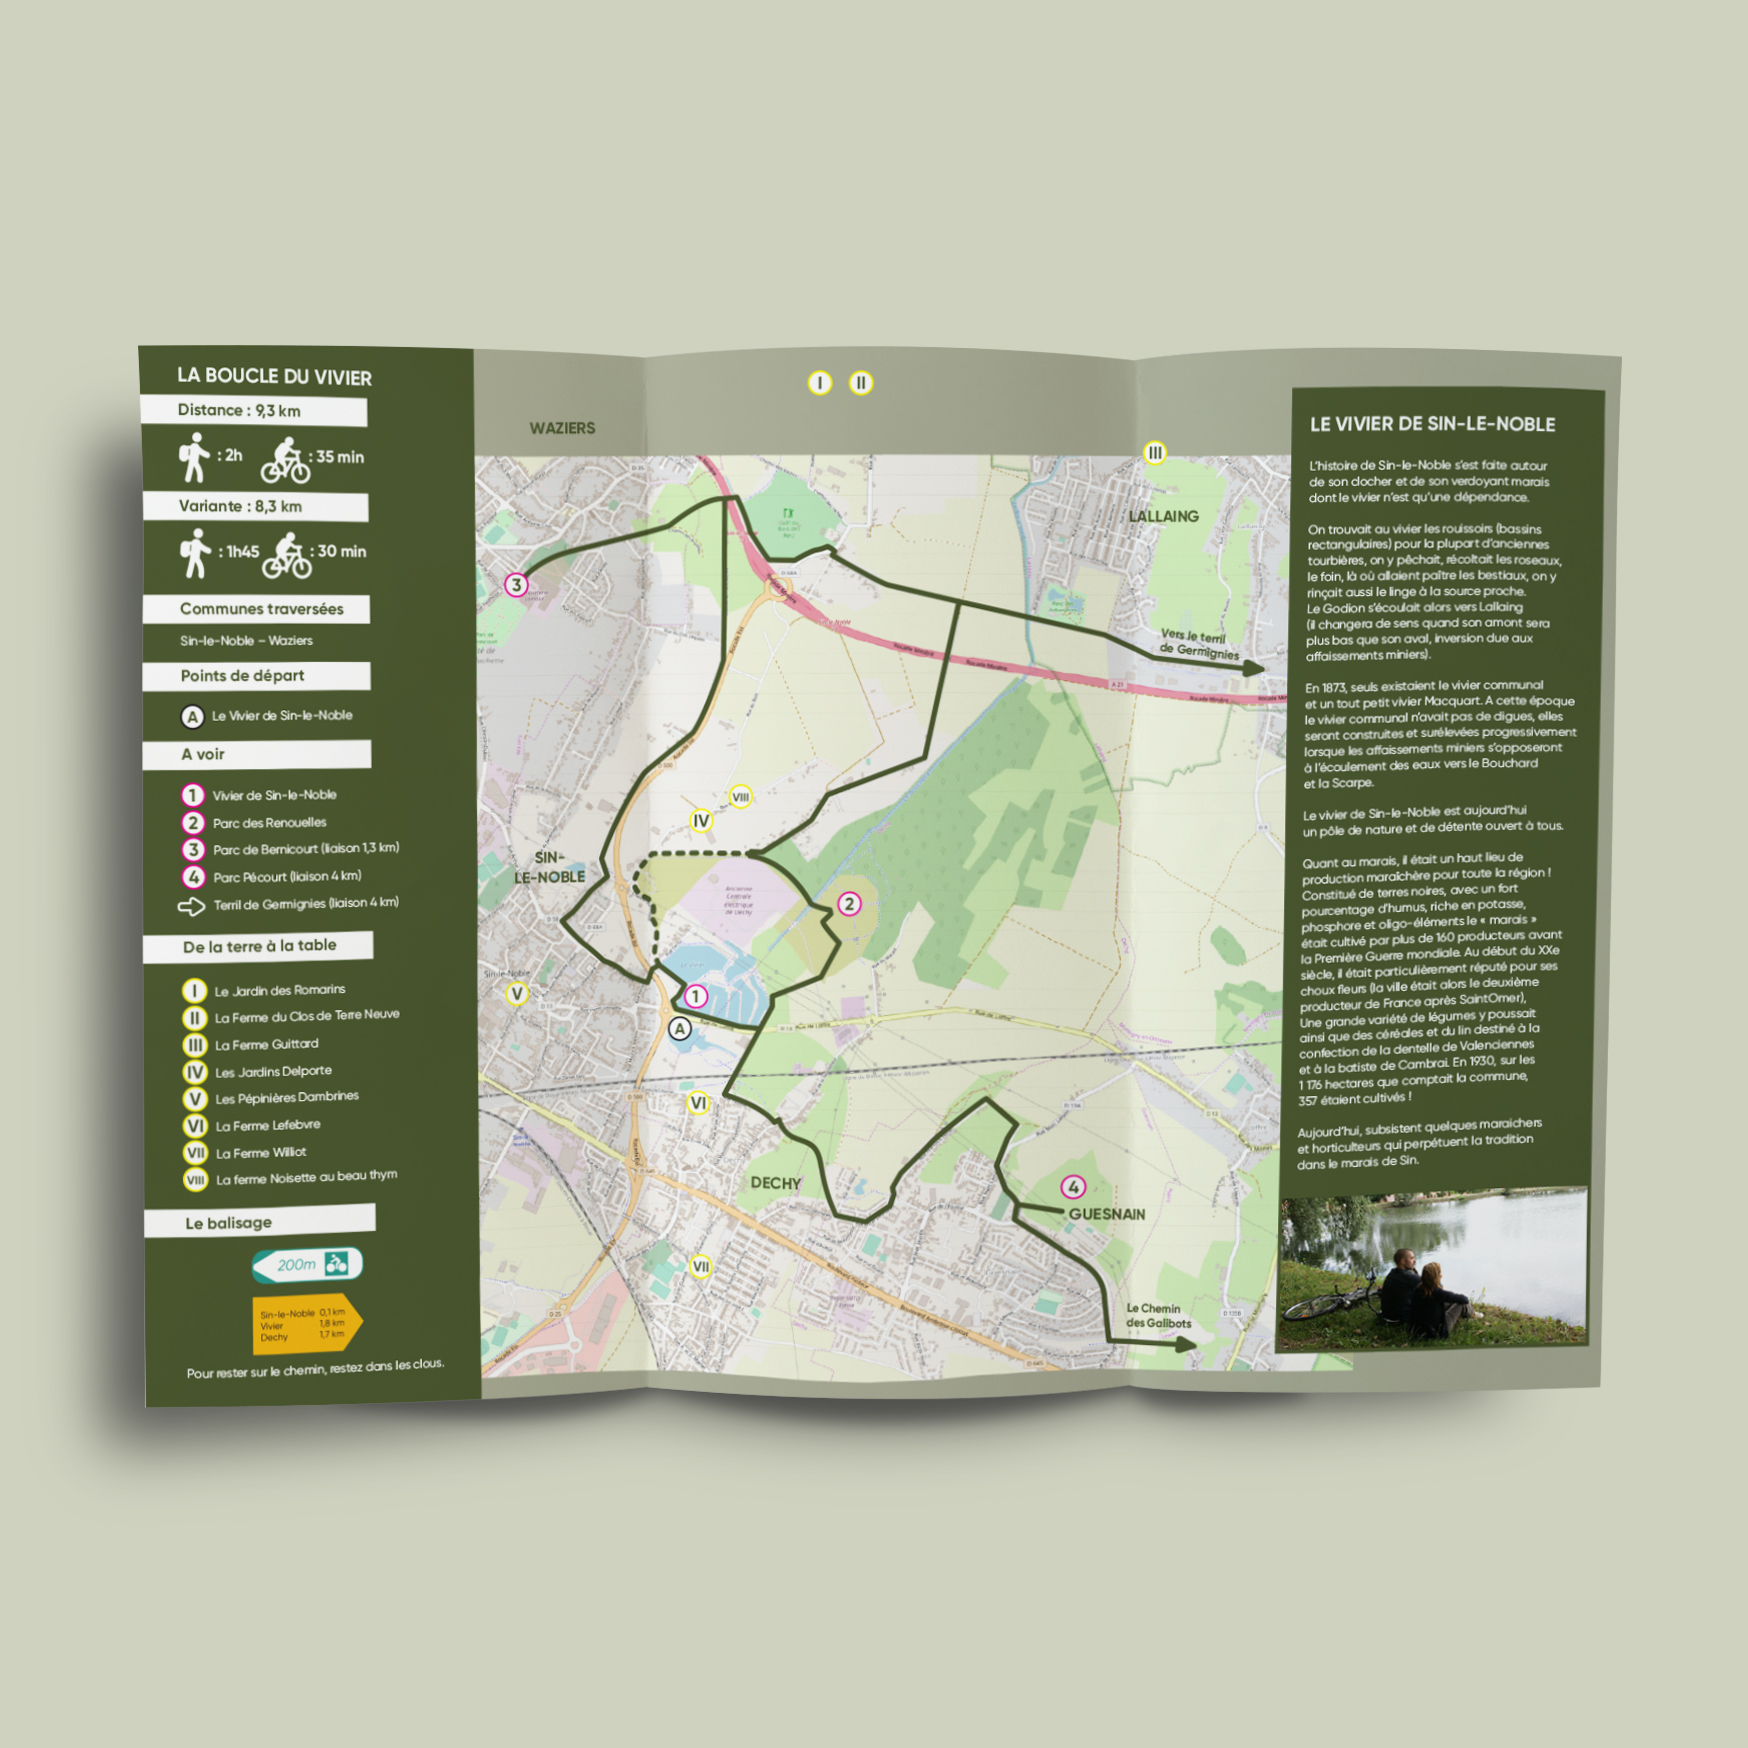 LA BOUCLE DU VIVIER
Distance : 9,3 km
: 2h
: 35 min
Variante : 8,3 km
: 1h45
: 30 min
Communes traversées
Sin-le-Noble – Waziers
Points de départ
A Le Vivier de Sin-le-Noble
A voir
1 Vivier de Sin-le-Noble
2 Parc des Renouelles
3 Parc de Bernicourt (liaison 1,3 km)
4 Parc Pécourt (liaison 4 km)
Terril de Germignies (liaison 4 km)
De la terre à la table
I Le Jardin des Romarins
II La Ferme du Clos de Terre Neuve
III La Ferme Guittard
IV Les Jardins Delporte
V Les Pépinières Dambrines
VI La Ferme Lefebvre
VII La Ferme Williot
VIII La ferme Noisette au beau thym
Le balisage
200m
Sin-le-Noble 0,1 km
Vivier 1,8 km
Dechy 1,7 km
Pour rester sur le chemin, restez dans les clous.
I
II
WAZIERS
III
LALLAING
3
Vers le terril
de Germignies
A 21
Rocade Minière
D 500
VIII
IV
SIN-
LE-NOBLE
Ancienne
Centrale
électrique
de Dechy
2
Sin-le-Noble
V
1
A
Rue de Lallaing
VI
DECHY
4
GUESNAIN
VII
D 25
D 645
D 13
D 135B
Le Chemin
des Galibots
LE VIVIER DE SIN-LE-NOBLE
L'histoire de Sin-le-Noble s'est faite autour
de son clocher et de son verdoyant marais
dont le vivier n'est qu'une dépendance.
On trouvait au vivier les rouissoirs (bassins
rectangulaires) pour la plupart d'anciennes
tourbières, on y pêchait, récoltait les roseaux,
le foin, là où allaient paître les bestiaux, on y
rinçait aussi le linge à la source proche.
Le Godion s'écoulait alors vers Lallaing
(il changera de sens quand son amont sera
plus bas que son aval, inversion due aux
affaissements miniers).
En 1873, seuls existaient le vivier communal
et un tout petit vivier Macquart. A cette époque
le vivier communal n'avait pas de digues, elles
seront construites et surélevées progressivement
lorsque les affaissements miniers s'opposeront
à l'écoulement des eaux vers le Bouchard
et la Scarpe.
Le vivier de Sin-le-Noble est aujourd'hui
un pôle de nature et de détente ouvert à tous.
Quant au marais, il était un haut lieu de
production maraîchère pour toute la région !
Constitué de terres noires, avec un fort
pourcentage d'humus, riche en potasse,
phosphore et oligo-éléments le « marais »
était cultivé par plus de 160 producteurs avant
la Première Guerre mondiale. Au début du XXe
siècle, il était particulièrement réputé pour ses
choux fleurs (la ville était alors le deuxième
producteur de France après SaintOmer),
Une grande variété de légumes y poussait
ainsi que des céréales et du lin destiné à la
confection de la dentelle de Valenciennes
et à la batiste de Cambrai. En 1930, sur les
1 176 hectares que comptait la commune,
357 étaient cultivés !
Aujourd'hui, subsistent quelques maraichers
et horticulteurs qui perpétuent la tradition
dans le marais de Sin.